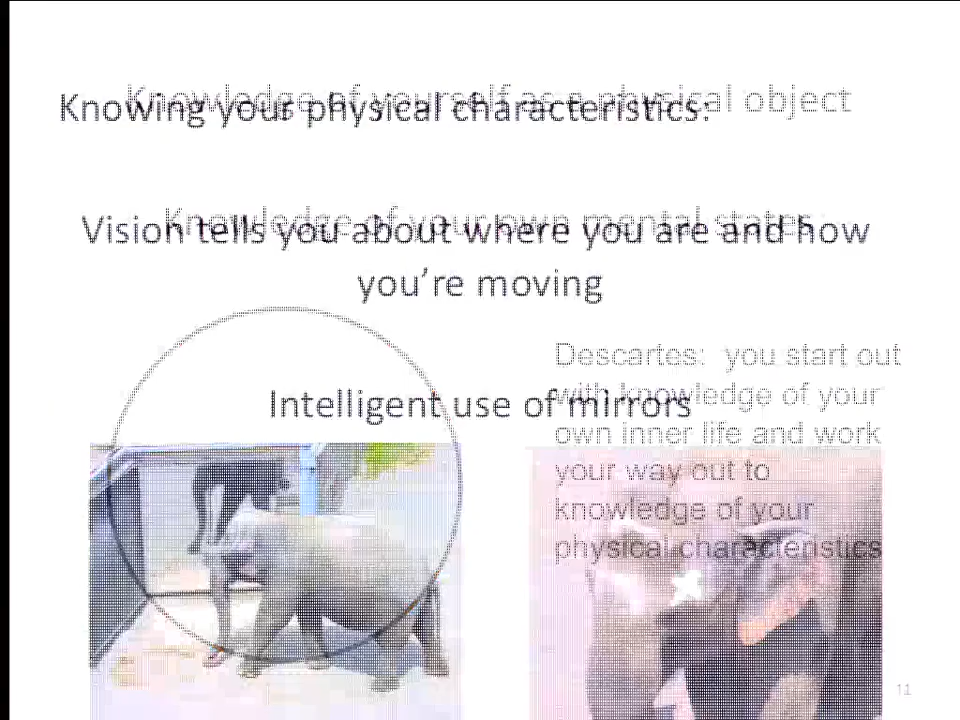 Knowledge of yourself as a physical object
Knowing your physical characteristics:
Knowledge of your own mental states
Vision tells you about where you are and how
you're moving
Descartes: you start out
with knowledge of your
Intelligent use of mirrors
own inner life and work
your way out to
knowledge of your
physical characteristics
11